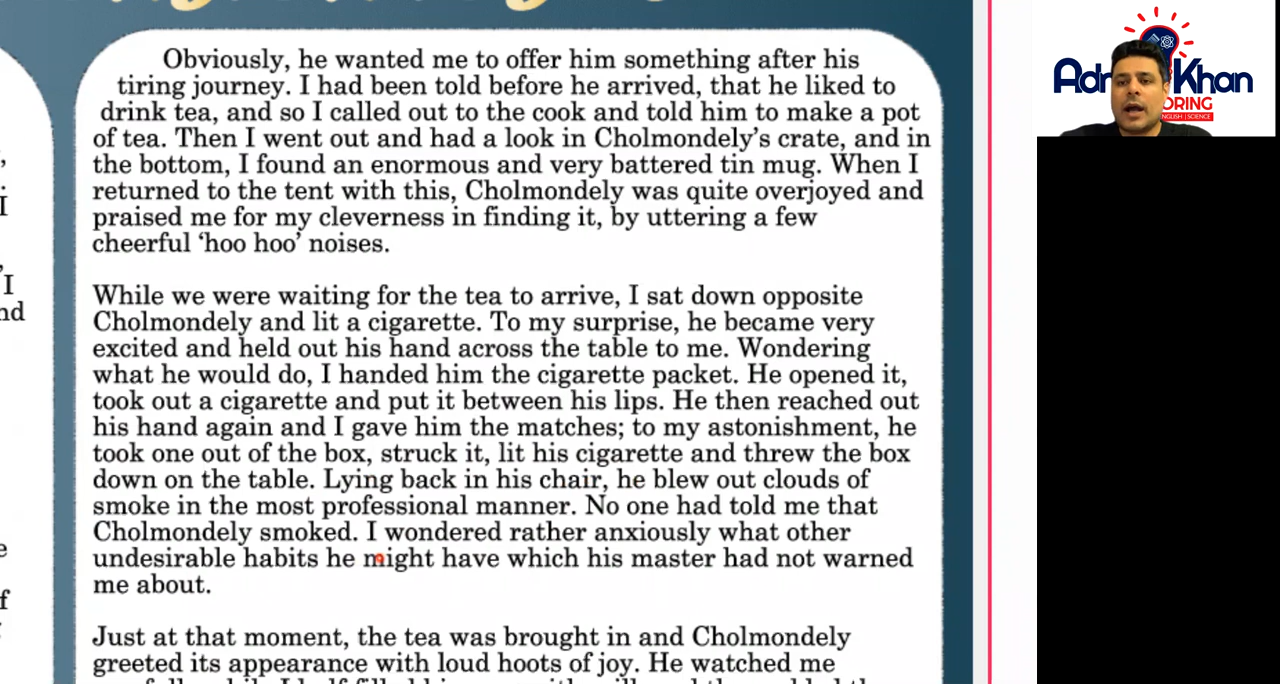 Obviously, he wanted me to offer him something after his
tiring journey. I had been told before he arrived, that he liked to
drink tea, and so I called out to the cook and told him to make a pot
of tea. Then I went out and had a look in Cholmondely's crate, and in
the bottom, I found an enormous and very battered tin mug. When I
returned to the tent with this, Cholmondely was quite overjoyed and
praised me for my cleverness in finding it, by uttering a few
cheerful ‘hoo hoo’ noises.
While we were waiting for the tea to arrive, I sat down opposite
Cholmondely and lit a cigarette. To my surprise, he became very
excited and held out his hand across the table to me. Wondering
what he would do, I handed him the cigarette packet. He opened it,
took out a cigarette and put it between his lips. He then reached out
his hand again and I gave him the matches; to my astonishment, he
took one out of the box, struck it, lit his cigarette and threw the box
down on the table. Lying back in his chair, he blew out clouds of
smoke in the most professional manner. No one had told me that
Cholmondely smoked. I wondered rather anxiously what other
undesirable habits he might have which his master had not warned
me about.
Just at that moment, the tea was brought in and Cholmondely
greeted its appearance with loud hoots of joy. He watched me
Khan
ENGLISH | SCIENCE